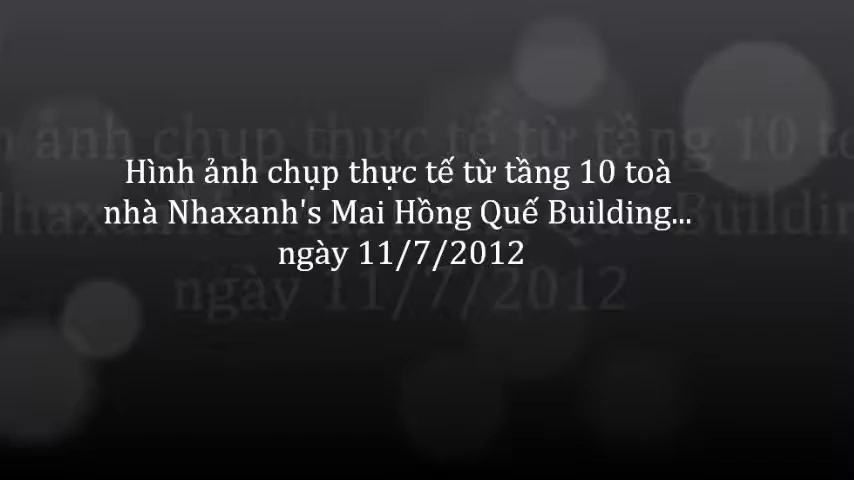 Hình ảnh chụp thực tế từ tầng 10 toà
nhà Nhaxanh's Mai Hồng Quế Building...
ngày 11/7/2012